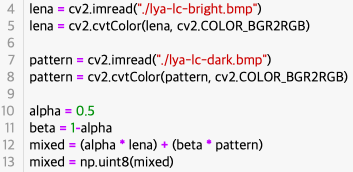 4 lena = cv2.imread("./lya-lc-bright.bmp")
5 lena = cv2.cvtColor(lena, cv2.COLOR_BGR2RGB)
7 pattern = cv2.imread("./lya-lc-dark.bmp")
8 pattern = cv2.cvtColor(pattern, cv2.COLOR_BGR2RGB)
10 alpha = 0.5
11 beta = 1-alpha
12 mixed = (alpha * lena) + (beta * pattern)
13 mixed = np.uint8(mixed)